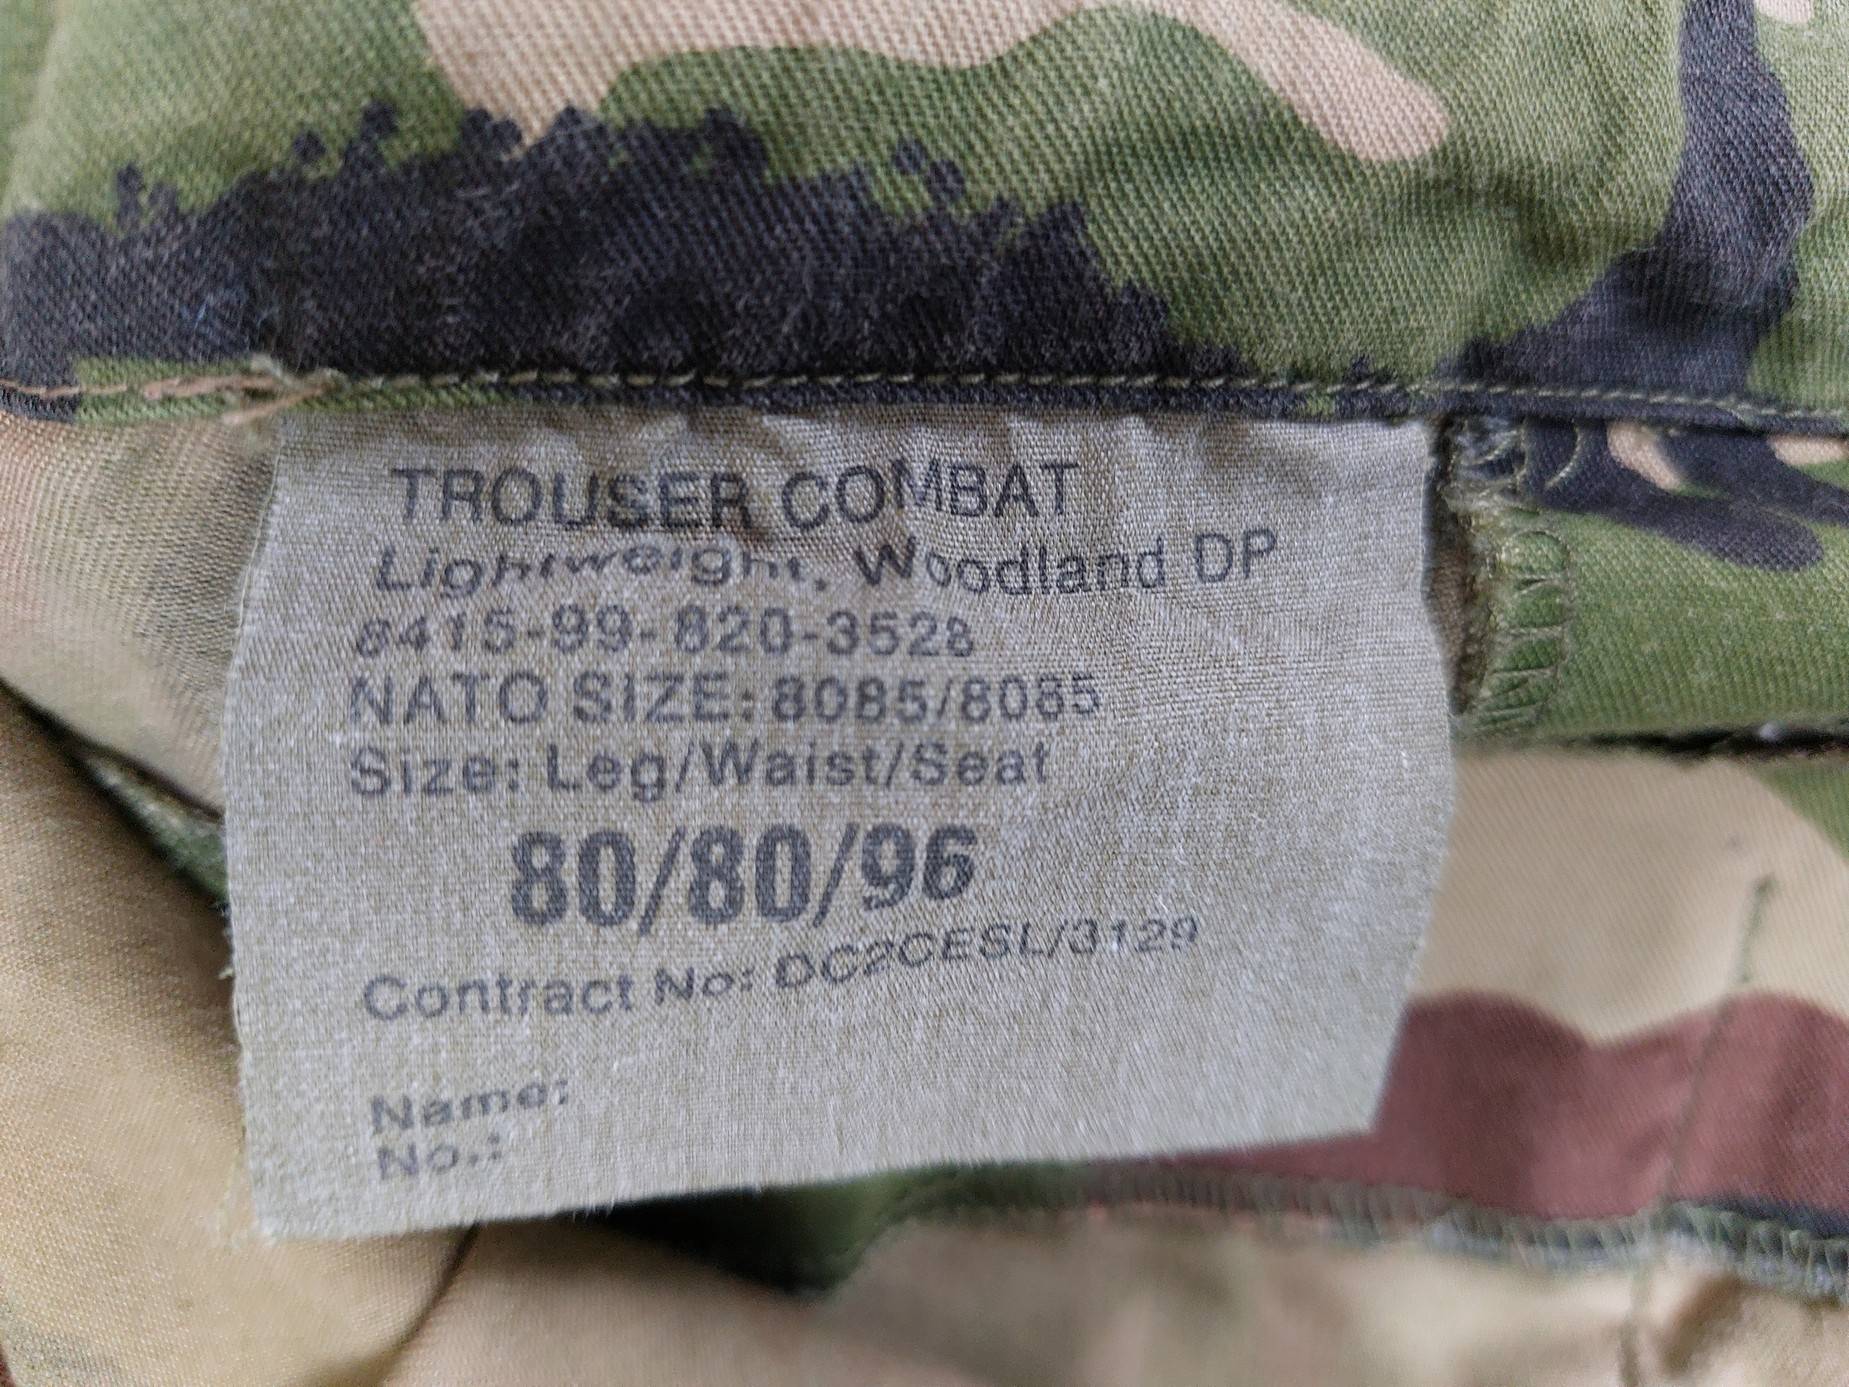 TROUSER COMBAT
Lightweight, Woodland DP
8415-99-820-3528
NATO SIZE: 8085/8085
Size: Leg/Waist/Seat
80/80/96
Contract No: DC2CESL/3129
Name:
No.: